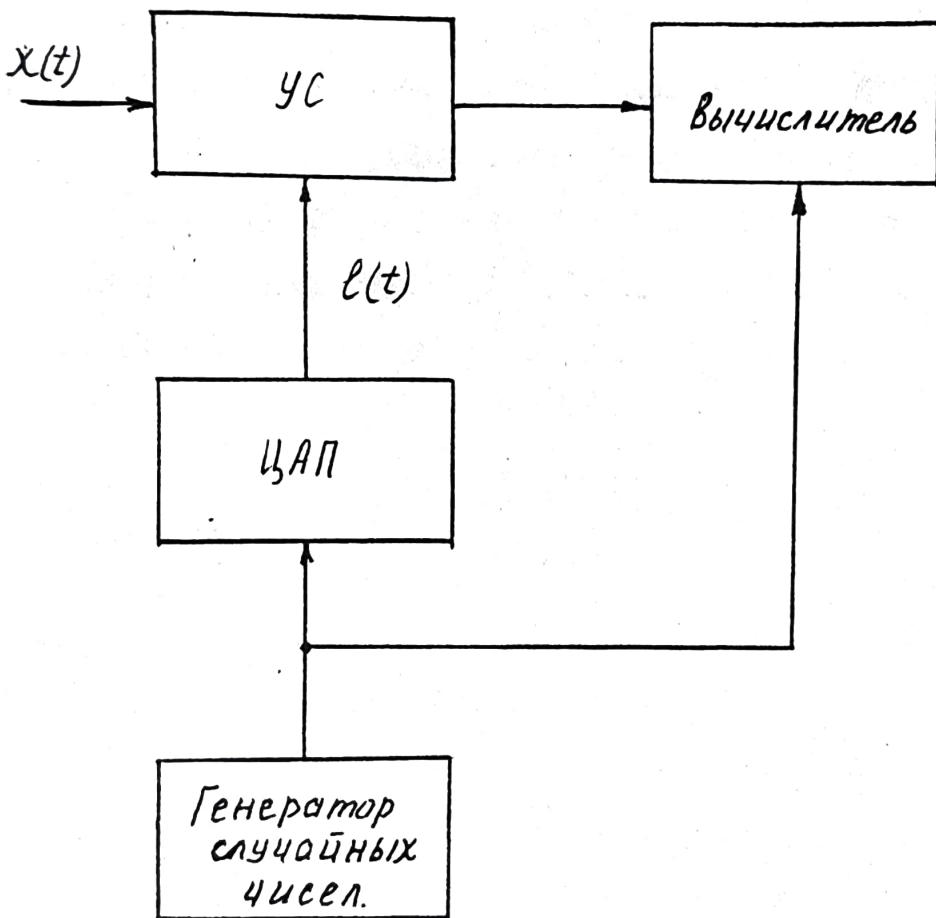 X(t)
УС
Вычислитель
ℓ(t)
ЦАП
Генератор
случайных
чисел.